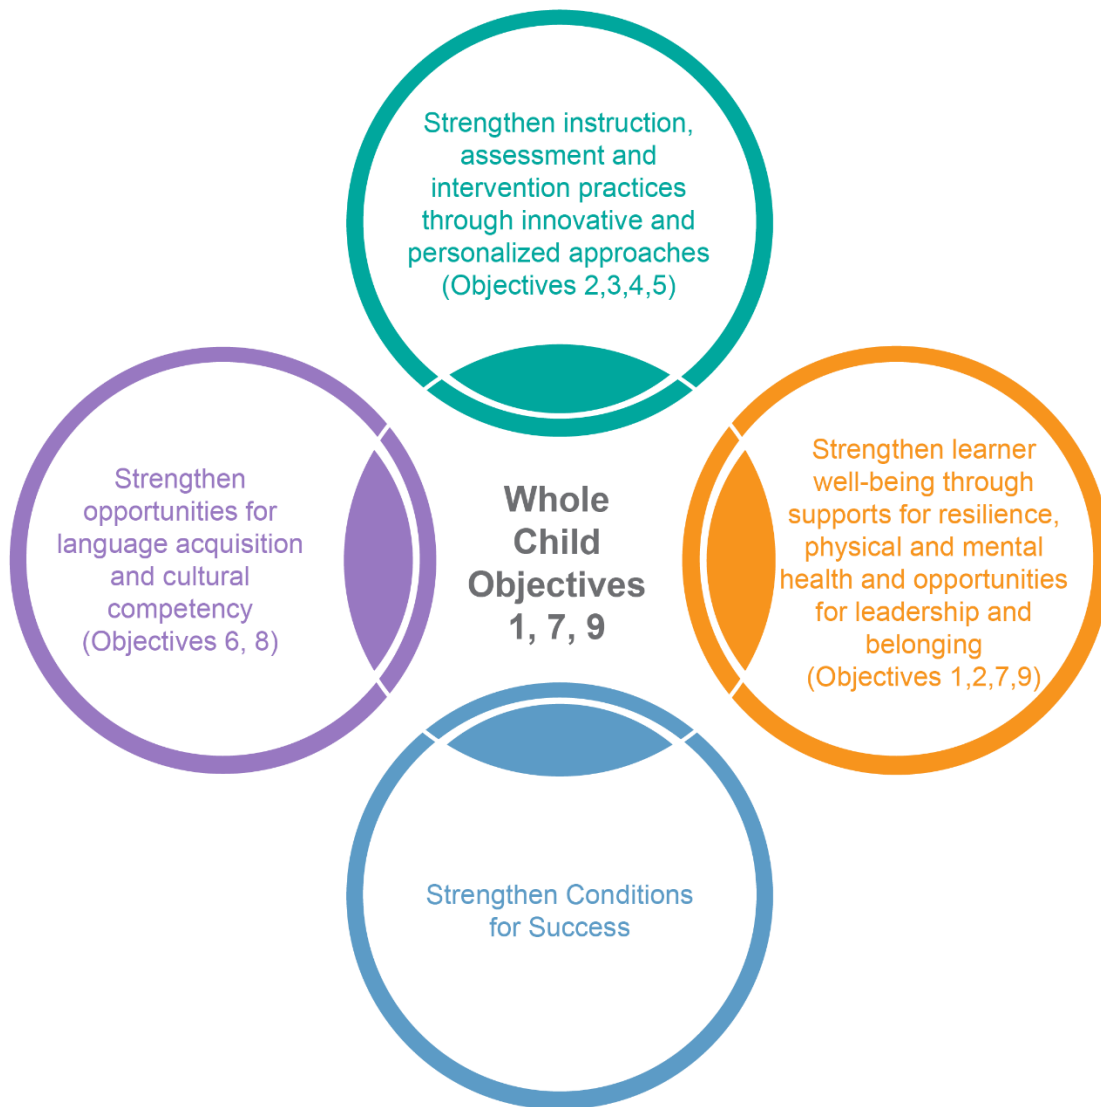 Strengthen instruction,
assessment and
intervention practices
through innovative and
personalized approaches
(Objectives 2,3,4,5)
Strengthen
opportunities for
language acquisition
and cultural
competency
(Objectives 6, 8)
Whole
Child
Objectives
1, 7, 9
Strengthen learner
well-being through
supports for resilience,
physical and mental
health and opportunities
for leadership and
belonging
(Objectives 1,2,7,9)
Strengthen Conditions
for Success